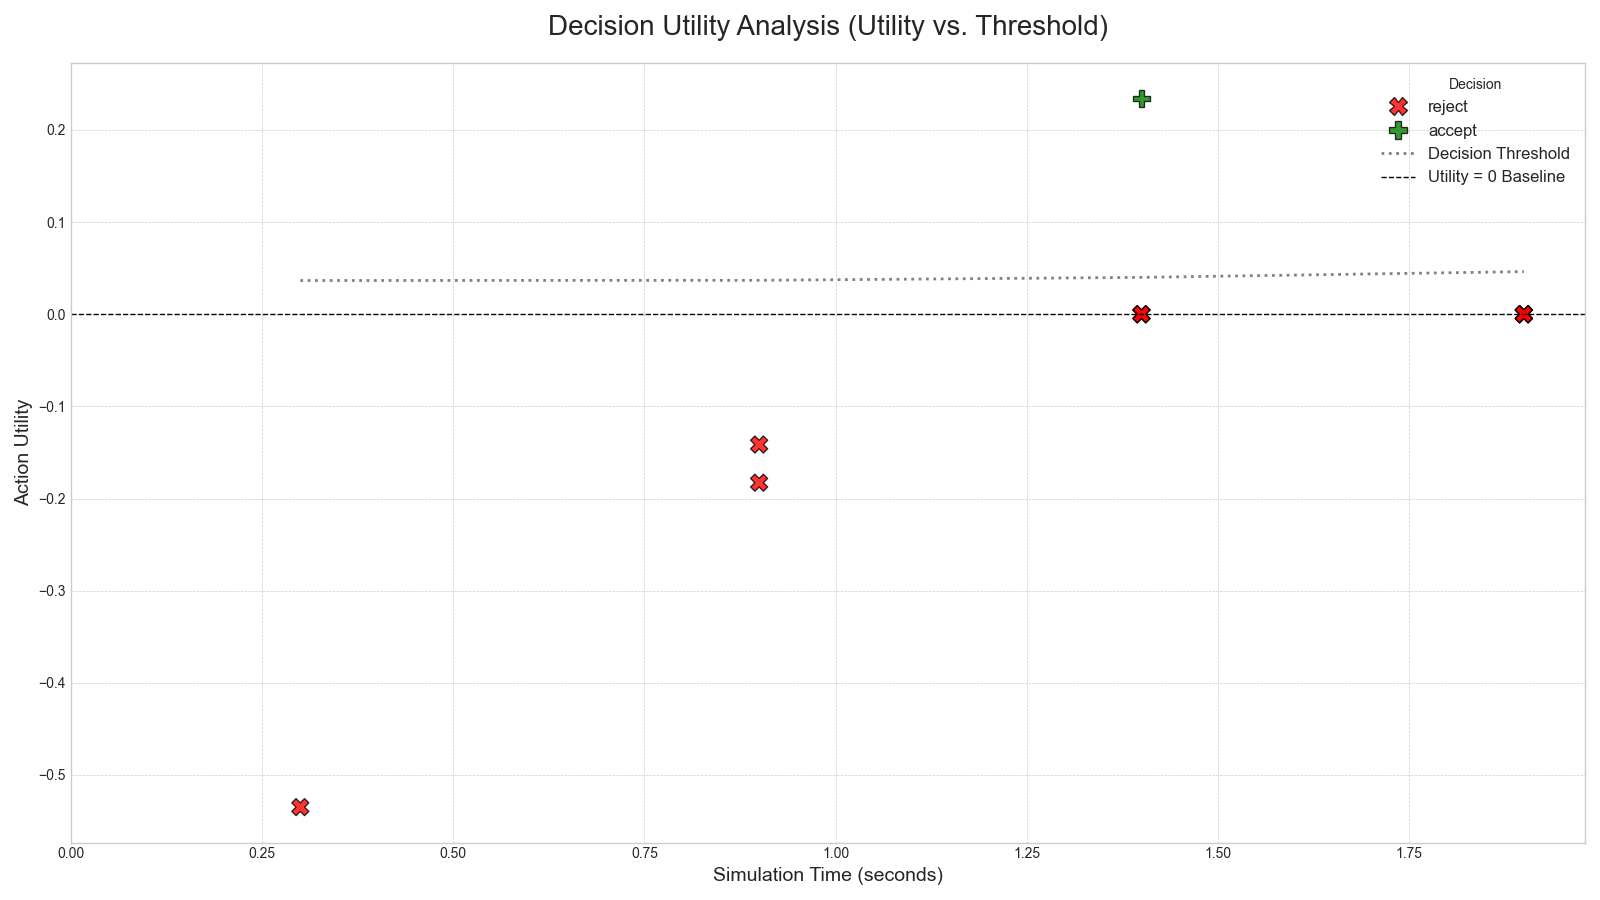 Decision Utility Analysis (Utility vs. Threshold)
Decision
reject
accept
Decision Threshold
Utility = 0 Baseline
Action Utility
0.2
0.1
0.0
−0.1
−0.2
−0.3
−0.4
−0.5
0.00 0.25 0.50 0.75 1.00 1.25 1.50 1.75
Simulation Time (seconds)